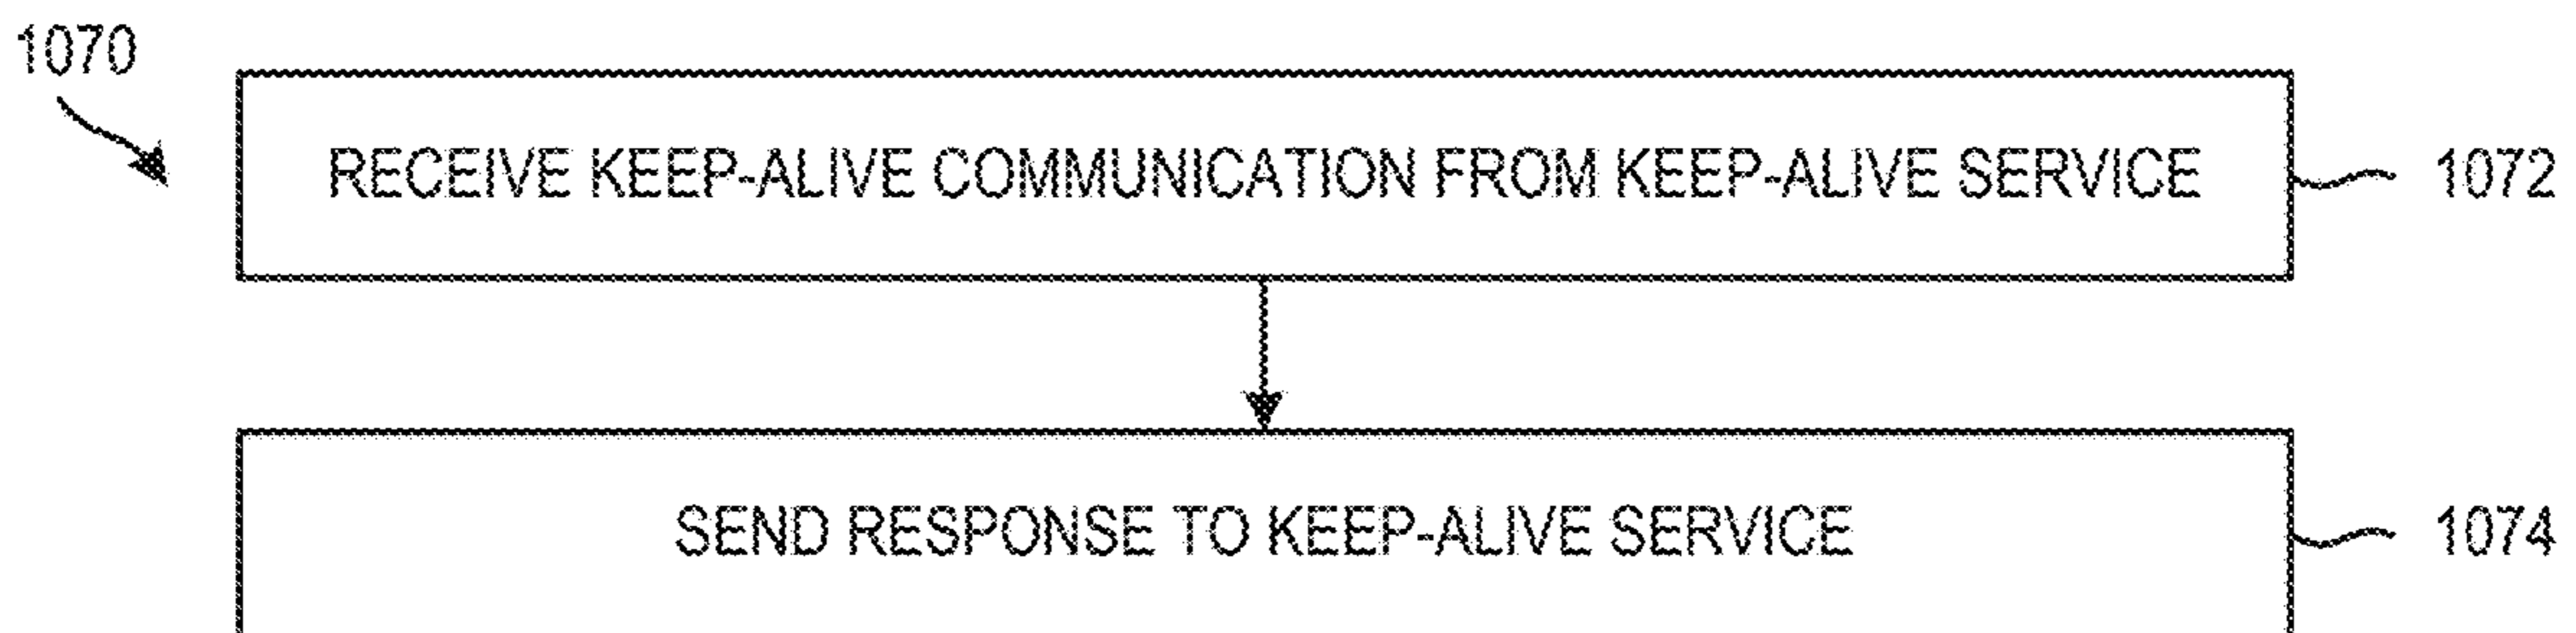 1070
RECEIVE KEEP-ALIVE COMMUNICATION FROM KEEP-ALIVE SERVICE
1072
SEND RESPONSE TO KEEP-ALIVE SERVICE
1074